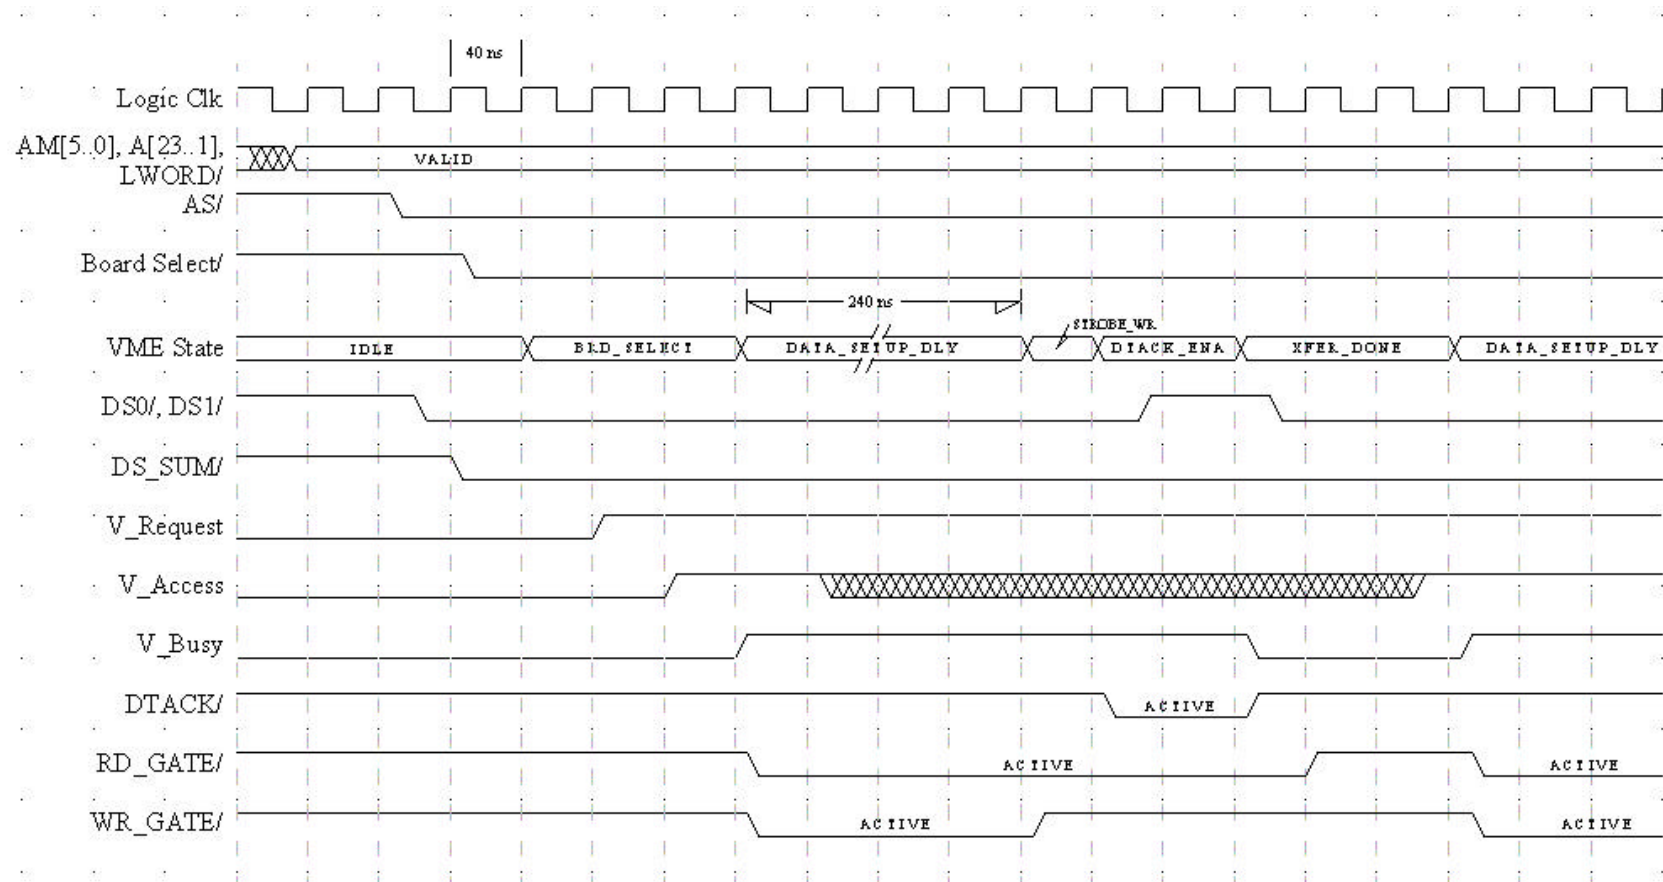 40 ns
Logic Clk
AM[5..0], A[23..1],
LWORD/
VALID
AS/
Board Select/
240 ns
STROBE_WR
VME State IDLE BRD_SELECT DATA_SETUP_DLY DTACK_ENA XFER_DONE DATA_SETUP_DLY
DS0/, DS1/
DS_SUM/
V_Request
V_Access
V_Busy
DTACK/ ACTIVE
RD_GATE/ ACTIVE ACTIVE
WR_GATE/ ACTIVE ACTIVE